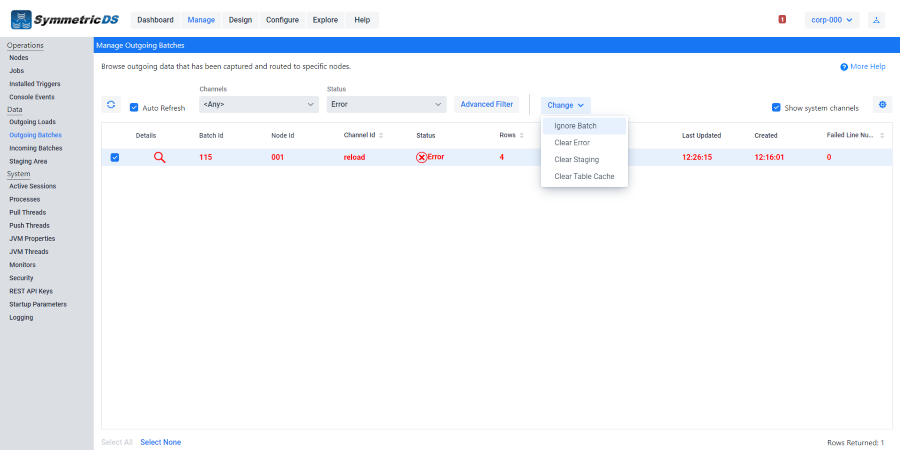 SymmetricDS
Dashboard Manage Design Configure Explore Help
1
corp-000
Operations
Nodes
Jobs
Installed Triggers
Console Events
Data
Outgoing Loads
Outgoing Batches
Incoming Batches
Staging Area
System
Active Sessions
Processes
Pull Threads
Push Threads
JVM Properties
JVM Threads
Monitors
Security
REST API Keys
Startup Parameters
Logging
Manage Outgoing Batches
Browse outgoing data that has been captured and routed to specific nodes.
More Help
Auto Refresh
Channels
<Any>
Status
Error
Advanced Filter
Change
Show system channels
Ignore Batch
Clear Error
Clear Staging
Clear Table Cache
Details Batch Id Node Id Channel Id Status Rows Last Updated Created Failed Line Nu...
115 001 reload Error 4 12:26:15 12:16:01 0
Select All Select None
Rows Returned: 1